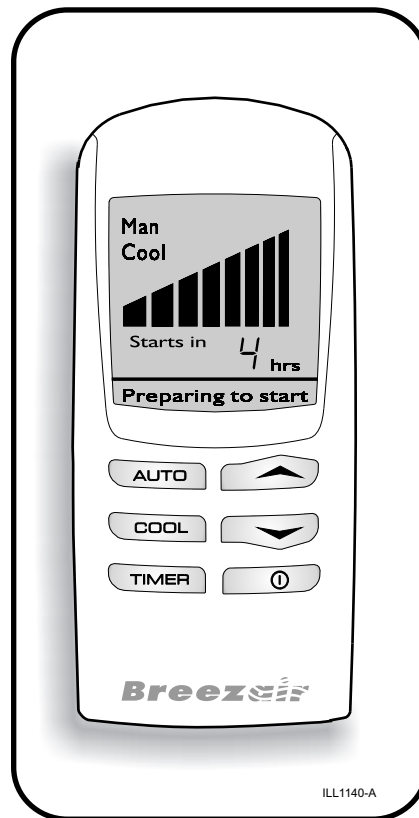 Man
Cool
Starts in 4 hrs
Preparing to start
AUTO
COOL
TIMER
Breezair
ILL1140-A